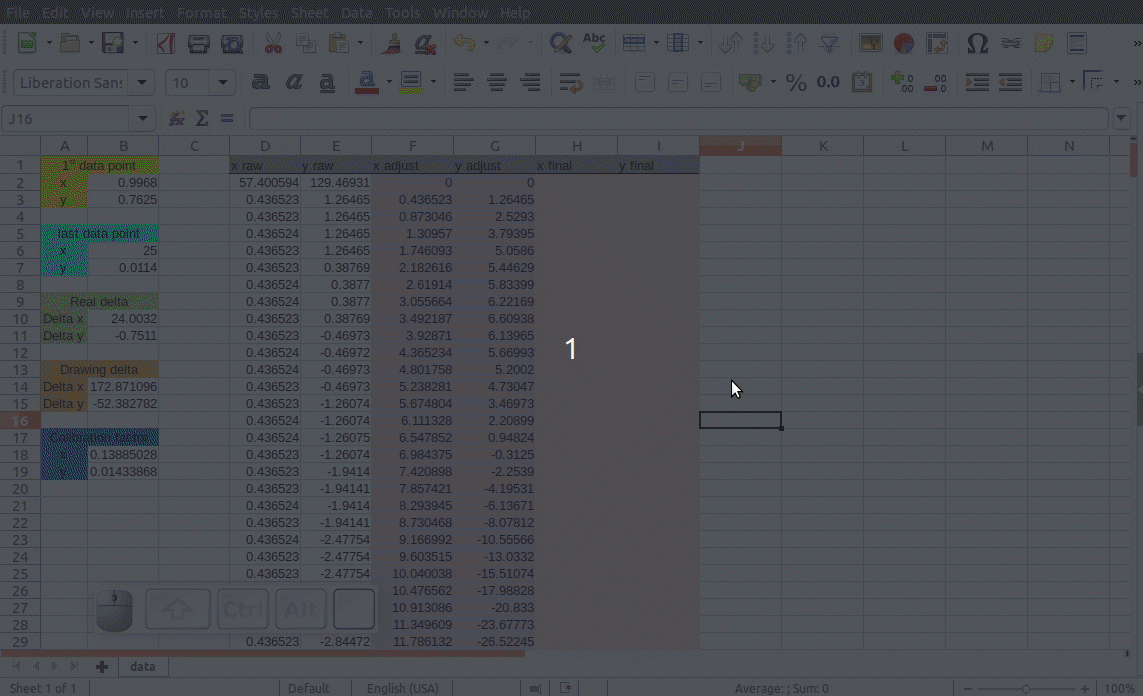 File Edit View Insert Format Styles Sheet Data Tools Window Help
Liberation Sans 10
J16
A B C D E F G H I J K L M N
1 1st data point x raw y raw x adjust y adjust x final y final
2 x 0.9968 57.400594 129.46931 0 0
3 y 0.7625 0.436523 1.26465 0.436523 1.26465
4 0.436523 1.26465 0.873046 2.5293
5 last data point 0.436524 1.26465 1.30957 3.79395
6 x 25 0.436523 1.26465 1.746093 5.0586
7 y 0.0114 0.436523 0.38769 2.182616 5.44629
8 0.436524 0.3877 2.61914 5.83399
9 Real delta 0.436524 0.3877 3.055664 6.22169
10 Delta x 24.0032 0.436523 0.38769 3.492187 6.60938
11 Delta y -0.7511 0.436523 -0.46973 3.92871 6.13965
12 0.436524 -0.46972 4.365234 5.66993
13 Drawing delta 0.436524 -0.46973 4.801758 5.2002
14 Delta x 172.871096 0.436523 -0.46973 5.238281 4.73047
15 Delta y -52.382782 0.436523 -1.26074 5.674804 3.46973
16 0.436524 -1.26074 6.111328 2.20899
17 Calibration factor 0.436524 -1.26075 6.547852 0.94824
18 x 0.13885028 0.436523 -1.26074 6.984375 -0.3125
19 y 0.01433868 0.436523 -1.9414 7.420898 -2.2539
20 0.436523 -1.94141 7.857421 -4.19531
21 0.436524 -1.9414 8.293945 -6.13671
22 0.436523 -1.94141 8.730468 -8.07812
23 0.436524 -2.47754 9.166992 -10.55566
24 0.436523 -2.47754 9.603515 -13.0332
25 0.436523 -2.47754 10.040038 -15.51074
26 10.476562 -17.98828
27 10.913086 -20.833
28 11.349609 -23.67773
29 0.436523 -2.84472 11.786132 -26.52245
1
Ctrl Alt
data
Sheet 1 of 1 Default English (USA) Average: ; Sum: 0 100%